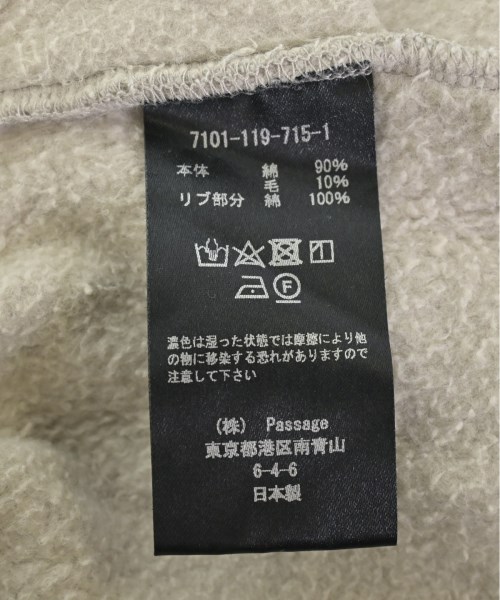 7101-119-715-1
本体 綿 90%
毛 10%
リブ部分 綿 100%
F
濃色は湿った状態では摩擦により他
の物に移染する恐れがありますので
注意して下さい
(株) Passage
東京都港区南青山
6-4-6
日本製